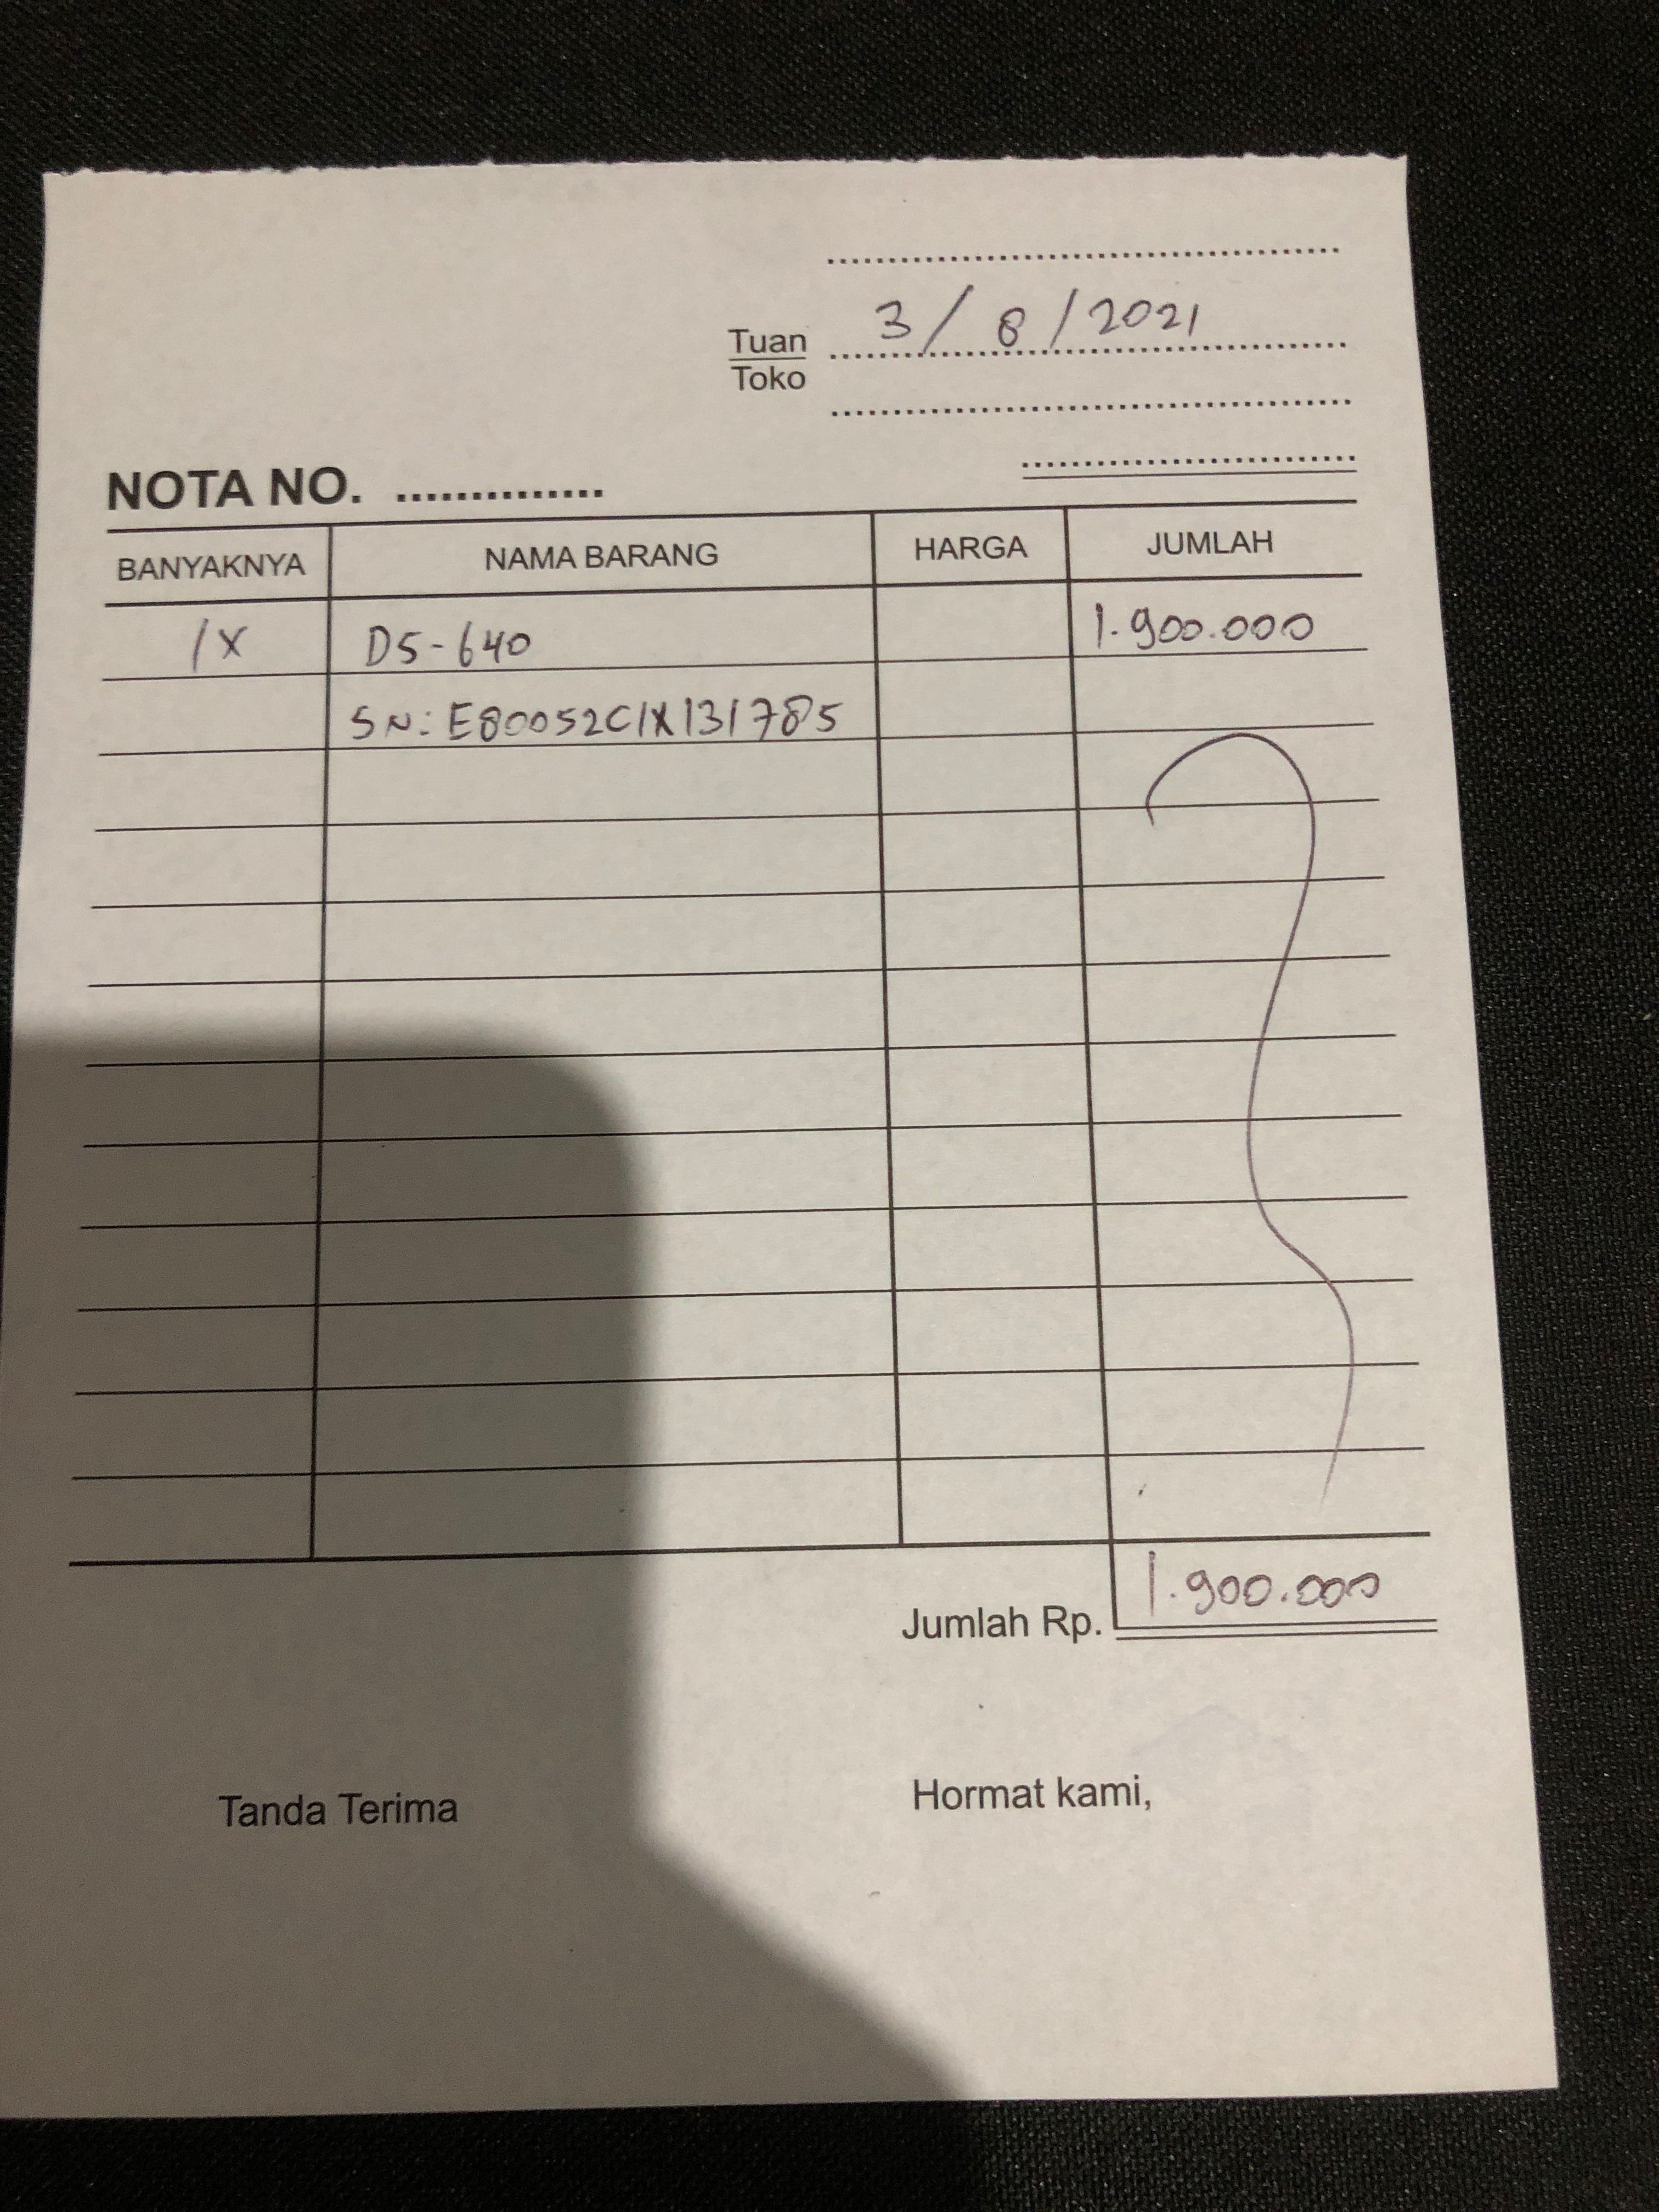 3/8/2021
Tuan
Toko
NOTA NO. ..............
BANYAKNYA NAMA BARANG HARGA JUMLAH
1X DS-640 1.900.000
SN: E80052C1X131785
Jumlah Rp. 1.900.000
Tanda Terima Hormat kami,